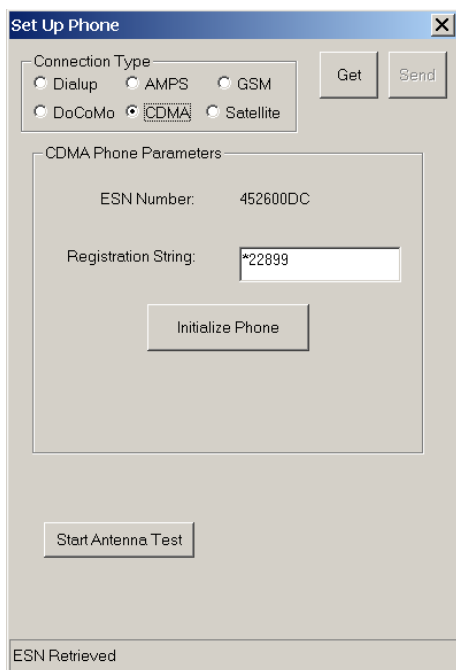 Set Up Phone
Connection Type
Dialup AMPS GSM
DoCoMo CDMA Satellite
Get Send
CDMA Phone Parameters
ESN Number: 452600DC
Registration String: *22899
Initialize Phone
Start Antenna Test
ESN Retrieved